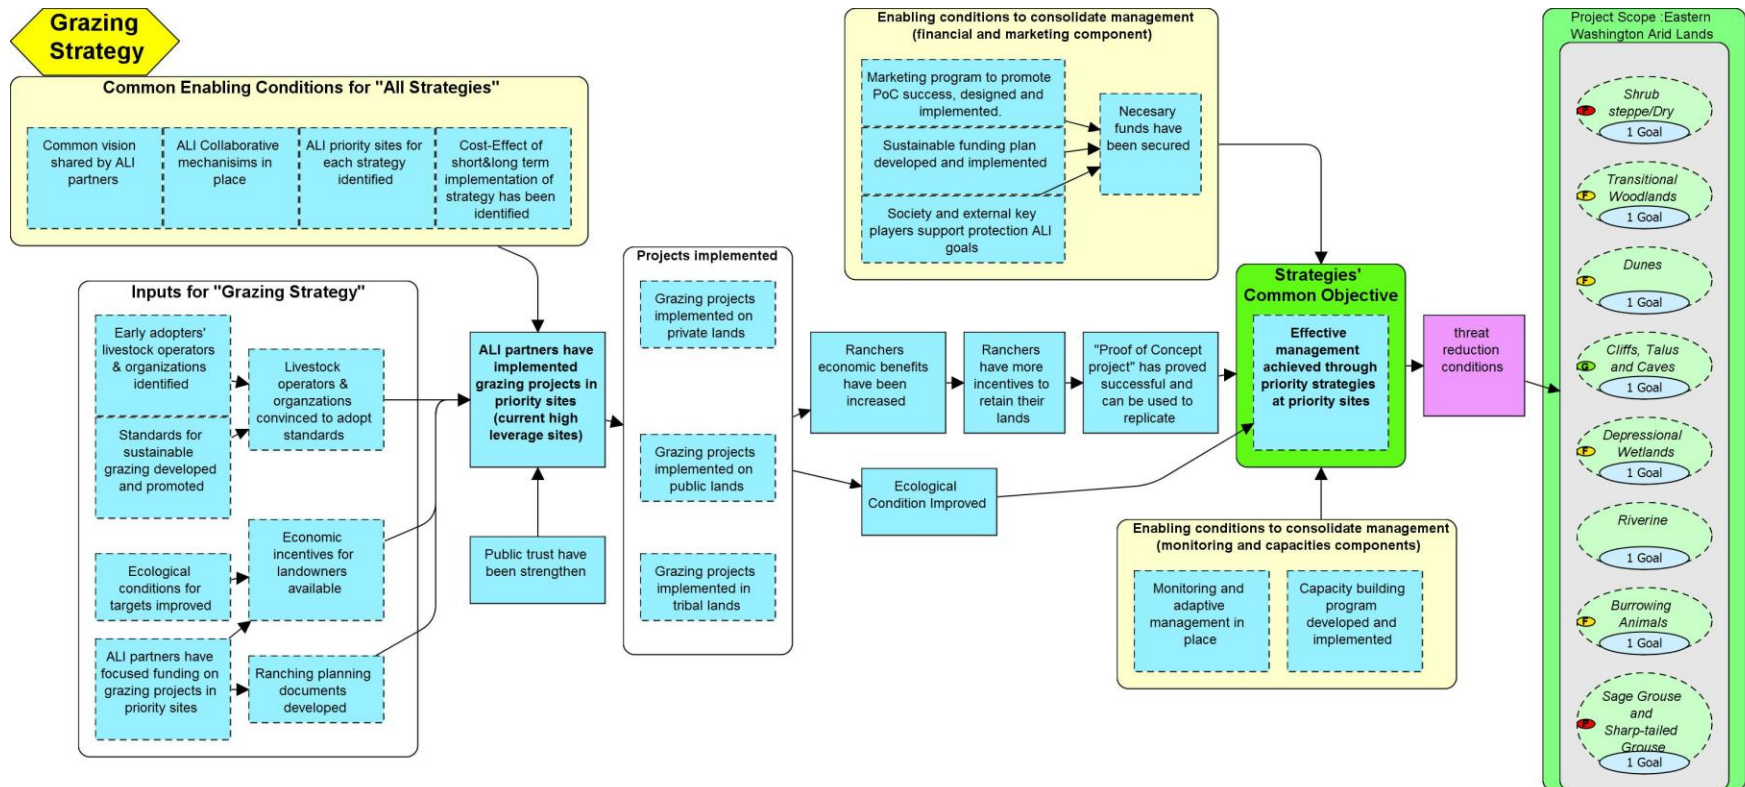 Grazing
Strategy
Common Enabling Conditions for "All Strategies"
Common vision
shared by ALI
partners
ALI Collaborative
mechanisims in
place
ALI priority sites for
each strategy
identified
Cost-Effect of
short&long term
implementation of
strategy has been
identified
Inputs for "Grazing Strategy"
Early adopters'
livestock operators
& organizations
identified
Standards for
sustainable
grazing developed
and promoted
Livestock
operators &
organzations
convinced to adopt
standards
Ecological
conditions for
targets improved
Economic
incentives for
landowners
available
ALI partners have
focused funding on
grazing projects in
priority sites
Ranching planning
documents
developed
ALI partners have
implemented
grazing projects in
priority sites
(current high
leverage sites)
Public trust have
been strengthen
Projects implemented
Grazing projects
implemented on
private lands
Grazing projects
implemented on
public lands
Grazing projects
implemented in
tribal lands
Enabling conditions to consolidate management
(financial and marketing component)
Marketing program to promote
PoC success, designed and
implemented.
Sustainable funding plan
developed and implemented
Society and external key
players support protection ALI
goals
Necesary
funds have
been secured
Ranchers
economic benefits
have been
increased
Ranchers
have more
incentives to
retain their
lands
"Proof of Concept
project" has proved
successful and
can be used to
replicate
Ecological
Condition Improved
Strategies'
Common Objective
Effective
management
achieved through
priority strategies
at priority sites
Enabling conditions to consolidate management
(monitoring and capacities components)
Monitoring and
adaptive
management in
place
Capacity building
program
developed and
implemented
threat
reduction
conditions
Project Scope :Eastern
Washington Arid Lands
P
Shrub
steppe/Dry
1 Goal
F
Transitional
Woodlands
1 Goal
F
Dunes
1 Goal
G
Cliffs, Talus
and Caves
1 Goal
F
Depressional
Wetlands
1 Goal
Riverine
1 Goal
F
Burrowing
Animals
1 Goal
P
Sage Grouse
and
Sharp-tailed
Grouse
1 Goal